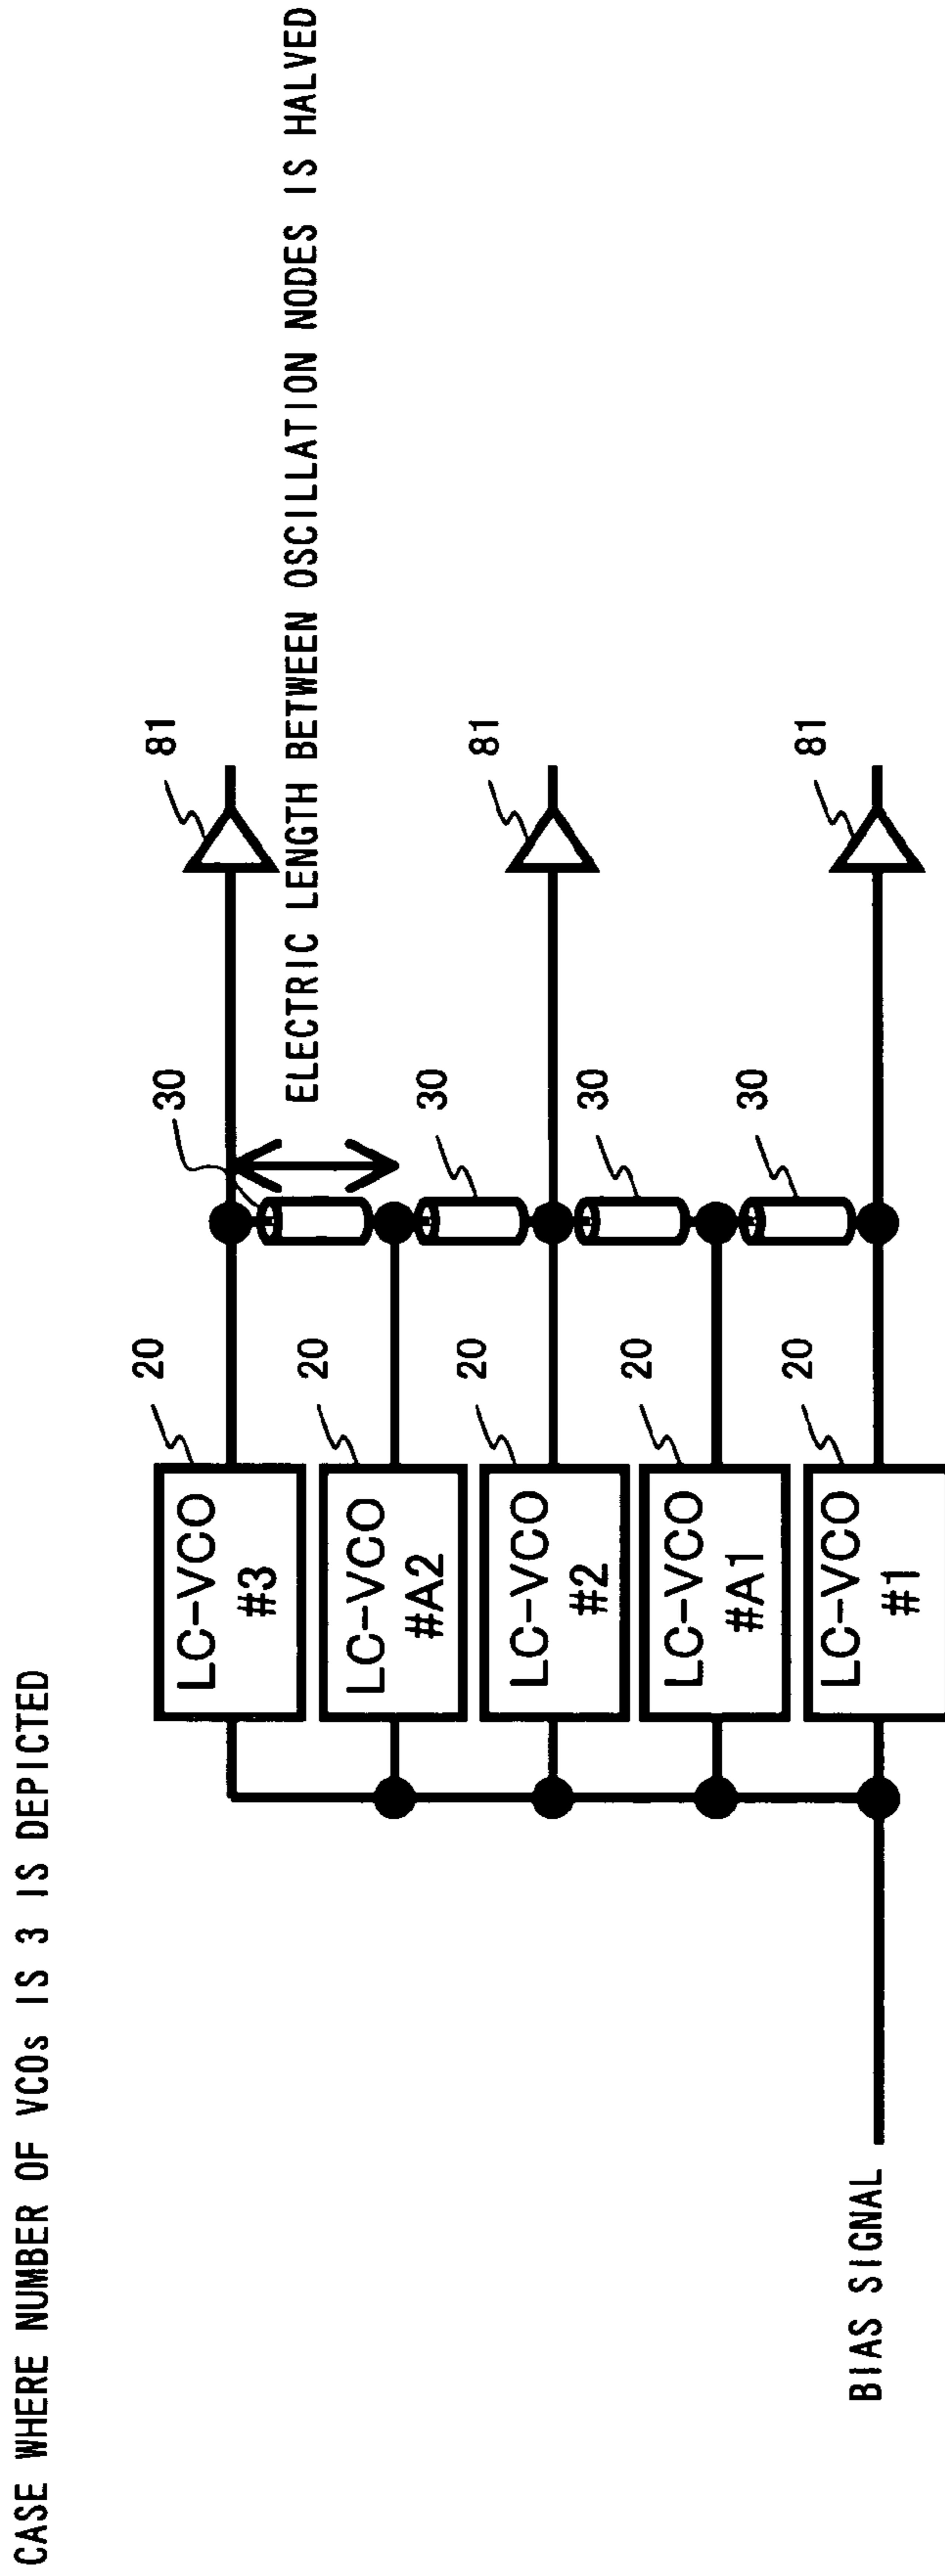 CASE WHERE NUMBER OF VCOs IS 3 IS DEPICTED
20
LC-VCO
#3
30
81
ELECTRIC LENGTH BETWEEN OSCILLATION NODES IS HALVED
20
LC-VCO
#A2
30
20
LC-VCO
#2
81
30
20
LC-VCO
#A1
30
20
LC-VCO
#1
81
BIAS SIGNAL